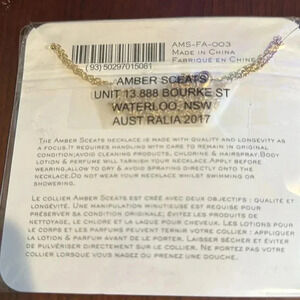 AMS-FA-003
MADE IN CHINA
FABRIQUÉ EN CHINE
(93) 50297015081
AMBER SCEATS
UNIT 13 888 BOURKE ST
WATERLOO, NSW
AUSTRALIA 2017
THE AMBER SCEATS NECKLACE IS MADE WITH QUALITY AND LONGEVITY AS
A FOCUS.IT REQUIRES HANDLING WITH CARE TO REMAIN IN ORIGINAL
CONDITION;AVOID CLEANING PRODUCTS, CHLORINE & HAIRSPRAY.BODY
LOTION & PERFUME WILL TARNISH YOUR NECKLACE.APPLY BEFORE
WEARING,ALLOW TO DRY & AVOID SPRAYING DIRECTLY ONTO THE
NECKLACE.DO NOT WEAR YOUR NECKLACE WHILST SWIMMING OR
SHOWERING.
LE COLLIER AMBER SCEATS EST CRÉÉ AVEC DEUX OBJECTIFS : QUALITÉ ET
LONGÉVITÉ. UNE MANIPULATION MINUTIEUSE EST REQUISE POUR
PRÉSERVER SA CONDITION ORIGINALE; ÉVITEZ LES PRODUITS DE
NETTOYAGE, LE CHLORE ET LA LAQUE POUR CHEVEUX. LES LOTIONS POUR
LE CORPS ET LES PARFUMS PEUVENT TERNIR VOTRE COLLIER : APPLIQUEZ
LOTION & PARFUM AVANT DE LE PORTER. LAISSER SÉCHER ET ÉVITER
DE PULVÉRISER DIRECTEMENT SUR LE COLLIER. NE PORTEZ PAS VOTRE
COLLIER LORSQUE VOUS NAGEZ OU PRENEZ UNE DOUCHE.